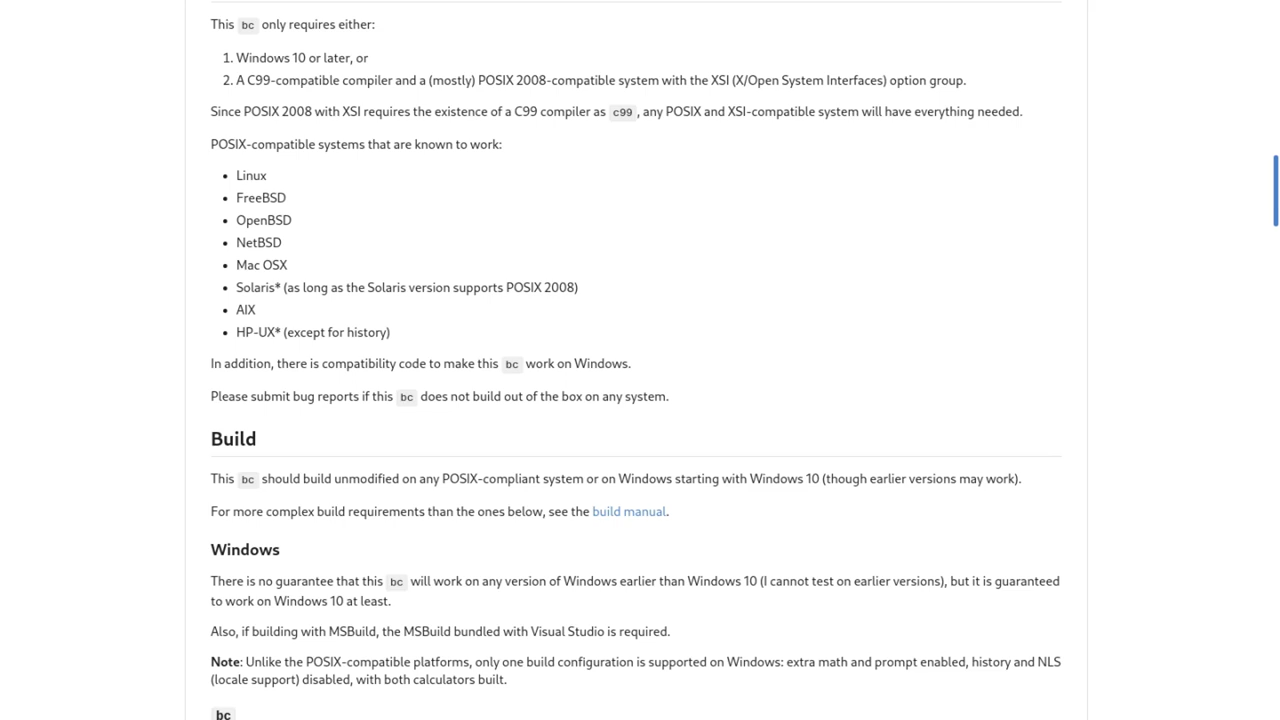 This bc only requires either:
1. Windows 10 or later, or
2. A C99-compatible compiler and a (mostly) POSIX 2008-compatible system with the XSI (X/Open System Interfaces) option group.
Since POSIX 2008 with XSI requires the existence of a C99 compiler as c99, any POSIX and XSI-compatible system will have everything needed.
POSIX-compatible systems that are known to work:
• Linux
• FreeBSD
• OpenBSD
• NetBSD
• Mac OSX
• Solaris* (as long as the Solaris version supports POSIX 2008)
• AIX
• HP-UX* (except for history)
In addition, there is compatibility code to make this bc work on Windows.
Please submit bug reports if this bc does not build out of the box on any system.
Build
This bc should build unmodified on any POSIX-compliant system or on Windows starting with Windows 10 (though earlier versions may work).
For more complex build requirements than the ones below, see the build manual.
Windows
There is no guarantee that this bc will work on any version of Windows earlier than Windows 10 (I cannot test on earlier versions), but it is guaranteed
to work on Windows 10 at least.
Also, if building with MSBuild, the MSBuild bundled with Visual Studio is required.
Note: Unlike the POSIX-compatible platforms, only one build configuration is supported on Windows: extra math and prompt enabled, history and NLS
(locale support) disabled, with both calculators built.
bc